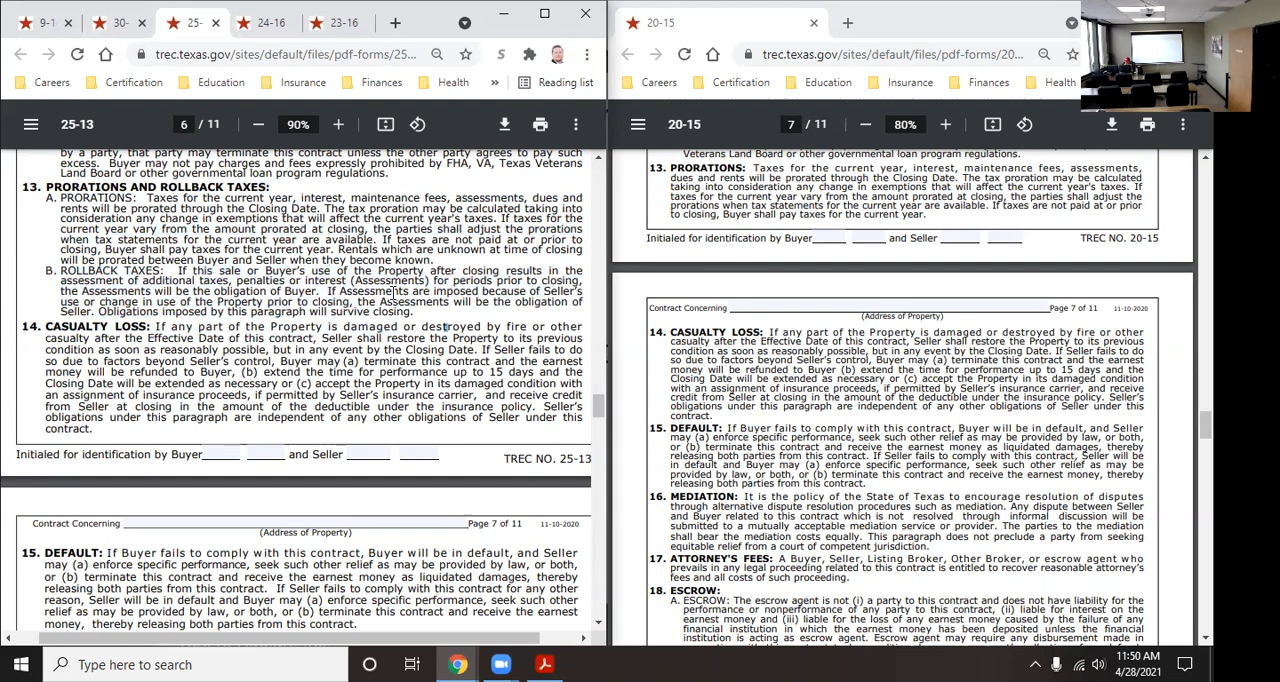 9-1
30-
25-
24-16
23-16
trec.texas.gov/sites/default/files/pdf-forms/25...
Careers
Certification
Education
Insurance
Finances
Health
»
Reading list
25-13
6 / 11
90%
by a party, that party may terminate this contract unless the other party agrees to pay such
excess. Buyer may not pay charges and fees expressly prohibited by FHA, VA, Texas Veterans
Land Board or other governmental loan program regulations.
13. PRORATIONS AND ROLLBACK TAXES:
A. PRORATIONS: Taxes for the current year, interest, maintenance fees, assessments, dues and
rents will be prorated through the Closing Date. The tax proration may be calculated taking into
consideration any change in exemptions that will affect the current year's taxes. If taxes for the
current year vary from the amount prorated at closing, the parties shall adjust the prorations
when tax statements for the current year are available. If taxes are not paid at or prior to
closing, Buyer shall pay taxes for the current year. Rentals which are unknown at time of closing
will be prorated between Buyer and Seller when they become known.
B. ROLLBACK TAXES: If this sale or Buyer's use of the Property after closing results in the
assessment of additional taxes, penalties or interest (Assessments) for periods prior to closing,
the Assessments will be the obligation of Buyer. If Assessments are imposed because of Seller's
use or change in use of the Property prior to closing, the Assessments will be the obligation of
Seller. Obligations imposed by this paragraph will survive closing.
14. CASUALTY LOSS: If any part of the Property is damaged or destroyed by fire or other
casualty after the Effective Date of this contract, Seller shall restore the Property to its previous
condition as soon as reasonably possible, but in any event by the Closing Date. If Seller fails to do
so due to factors beyond Seller's control, Buyer may (a) terminate this contract and the earnest
money will be refunded to Buyer, (b) extend the time for performance up to 15 days and the
Closing Date will be extended as necessary or (c) accept the Property in its damaged condition with
an assignment of insurance proceeds, if permitted by Seller's insurance carrier, and receive credit
from Seller at closing in the amount of the deductible under the insurance policy. Seller's
obligations under this paragraph are independent of any other obligations of Seller under this
contract.
Initialed for identification by Buyer and Seller
TREC NO. 25-13
Contract Concerning Page 7 of 11 11-10-2020
(Address of Property)
15. DEFAULT: If Buyer fails to comply with this contract, Buyer will be in default, and Seller
may (a) enforce specific performance, seek such other relief as may be provided by law, or both,
or (b) terminate this contract and receive the earnest money as liquidated damages, thereby
releasing both parties from this contract. If Seller fails to comply with this contract for any other
reason, Seller will be in default and Buyer may (a) enforce specific performance, seek such other
relief as may be provided by law, or both, or (b) terminate this contract and receive the earnest
money, thereby releasing both parties from this contract.
20-15
trec.texas.gov/sites/default/files/pdf-forms/20...
Careers
Certification
Education
Insurance
Finances
Health
20-15
7 / 11
80%
Veterans Land Board or other governmental loan program regulations.
13. PRORATIONS: Taxes for the current year, interest, maintenance fees, assessments,
dues and rents will be prorated through the Closing Date. The tax proration may be calculated
taking into consideration any change in exemptions that will affect the current year's taxes. If
taxes for the current year vary from the amount prorated at closing, the parties shall adjust the
prorations when tax statements for the current year are available. If taxes are not paid at or prior
to closing, Buyer shall pay taxes for the current year.
Initialed for identification by Buyer and Seller TREC NO. 20-15
Contract Concerning Page 7 of 11 11-10-2020
(Address of Property)
14. CASUALTY LOSS: If any part of the Property is damaged or destroyed by fire or other
casualty after the Effective Date of this contract, Seller shall restore the Property to its previous
condition as soon as reasonably possible, but in any event by the Closing Date. If Seller fails to do
so due to factors beyond Seller's control, Buyer may (a) terminate this contract and the earnest
money will be refunded to Buyer (b) extend the time for performance up to 15 days and the
Closing Date will be extended as necessary or (c) accept the Property in its damaged condition
with an assignment of insurance proceeds, if permitted by Seller's insurance carrier, and receive
credit from Seller at closing in the amount of the deductible under the insurance policy. Seller's
obligations under this paragraph are independent of any other obligations of Seller under this
contract.
15. DEFAULT: If Buyer fails to comply with this contract, Buyer will be in default, and Seller
may (a) enforce specific performance, seek such other relief as may be provided by law, or both,
or (b) terminate this contract and receive the earnest money as liquidated damages, thereby
releasing both parties from this contract. If Seller fails to comply with this contract, Seller will be
in default and Buyer may (a) enforce specific performance, seek such other relief as may be
provided by law, or both, or (b) terminate this contract and receive the earnest money, thereby
releasing both parties from this contract.
16. MEDIATION: It is the policy of the State of Texas to encourage resolution of disputes
through alternative dispute resolution procedures such as mediation. Any dispute between Seller
and Buyer related to this contract which is not resolved through informal discussion will be
submitted to a mutually acceptable mediation service or provider. The parties to the mediation
shall bear the mediation costs equally. This paragraph does not preclude a party from seeking
equitable relief from a court of competent jurisdiction.
17. ATTORNEY'S FEES: A Buyer, Seller, Listing Broker, Other Broker, or escrow agent who
prevails in any legal proceeding related to this contract is entitled to recover reasonable attorney's
fees and all costs of such proceeding.
18. ESCROW:
A. ESCROW: The escrow agent is not (i) a party to this contract and does not have liability for the
performance or nonperformance of any party to this contract, (ii) liable for interest on the
earnest money and (iii) liable for the loss of any earnest money caused by the failure of any
financial institution in which the earnest money has been deposited unless the financial
institution is acting as escrow agent. Escrow agent may require any disbursement made in
Type here to search
11:50 AM
4/28/2021